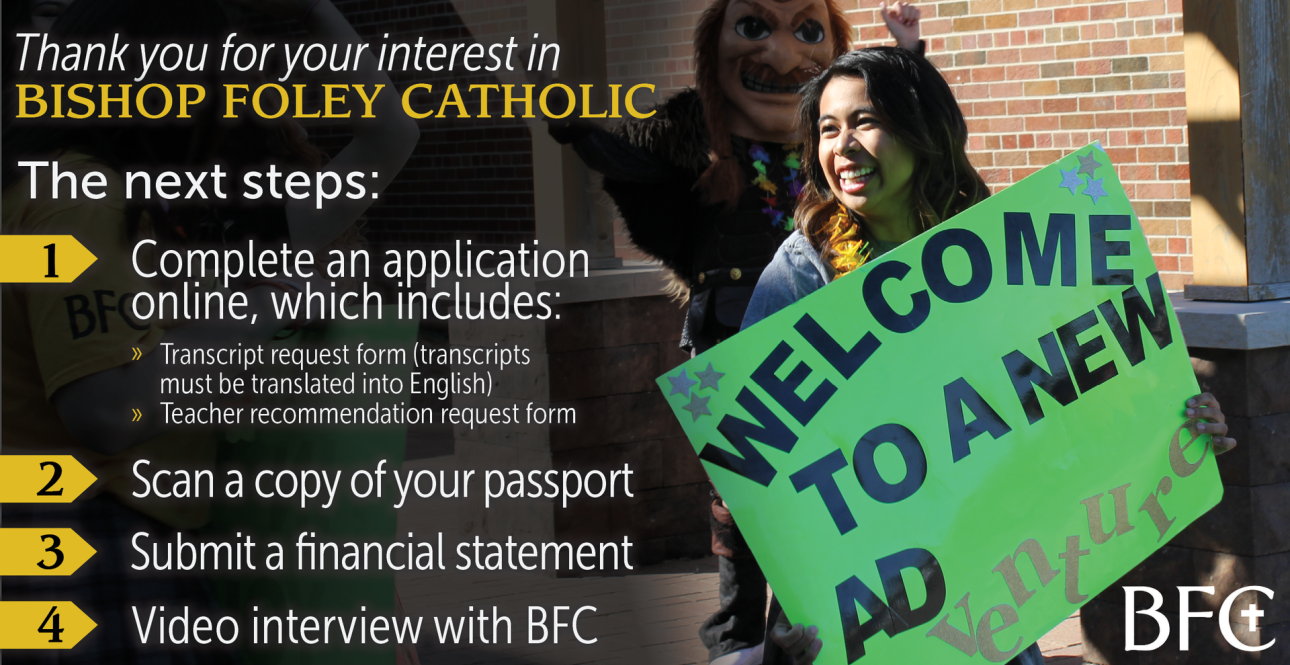 Thank you for your interest in
BISHOP FOLEY CATHOLIC
The next steps:
1 Complete an application
online, which includes:
» Transcript request form (transcripts
must be translated into English)
» Teacher recommendation request form
2 Scan a copy of your passport
3 Submit a financial statement
4 Video interview with BFC
BFC
WELCOME
TO A NEW
ADventure
BFC